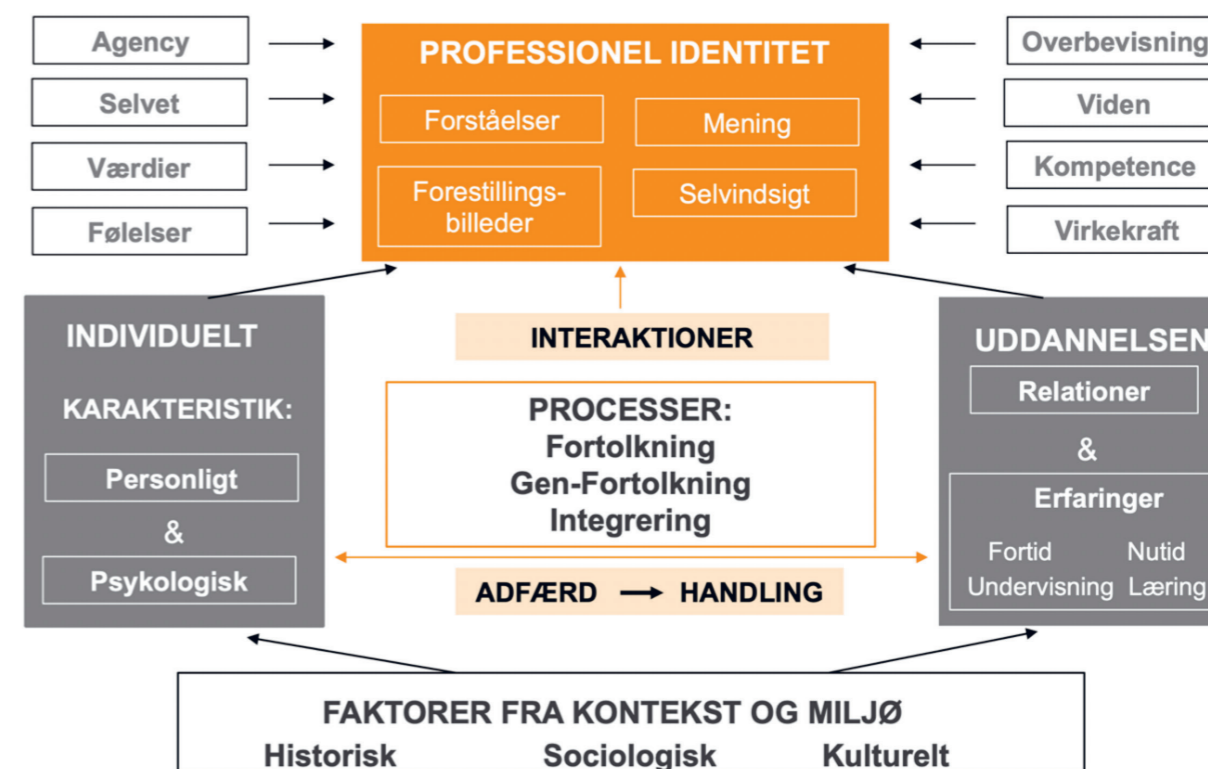 Agency
Selvet
Værdier
Følelser
PROFESSIONEL IDENTITET
Forståelser
Mening
Forestillings-
billeder
Selvindsigt
Overbevisning
Viden
Kompetence
Virkekraft
INDIVIDUELT
KARAKTERISTIK:
Personligt
&
Psykologisk
INTERAKTIONER
PROCESSER:
Fortolkning
Gen-Fortolkning
Integrering
ADFÆRD → HANDLING
UDDANNELSEN
Relationer
&
Erfaringer
Fortid Nutid
Undervisning Læring
FAKTORER FRA KONTEKST OG MILJØ
Historisk Sociologisk Kulturelt